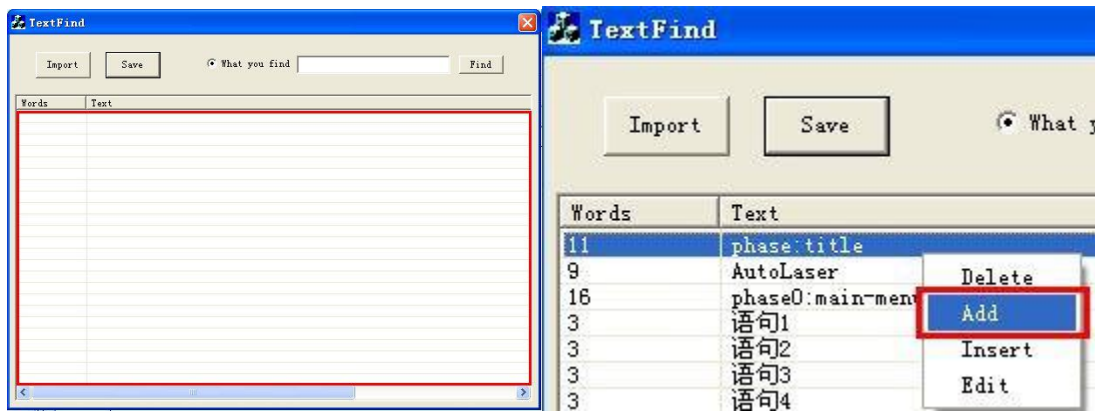 TextFind
Import Save What you find Find
Words Text
TextFind
Import Save What
Words Text
11 phase:title
9 AutoLaser
16 phase0:main-menu
3 语句1
3 语句2
3 语句3
3 语句4
Delete
Add
Insert
Edit